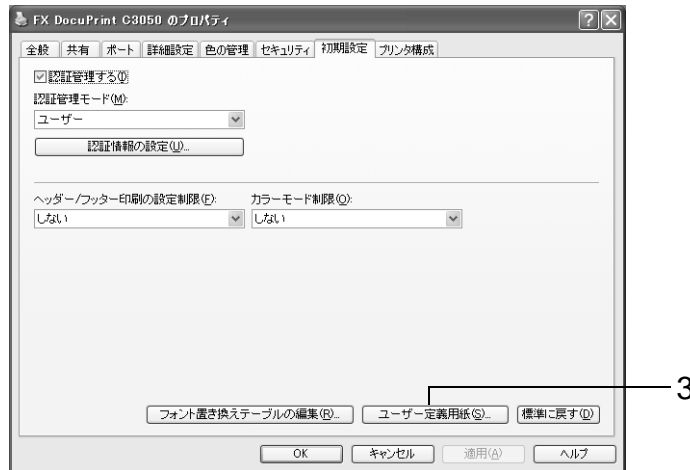 FX DocuPrint C3050 のプロパティ
全般 共有 ポート 詳細設定 色の管理 セキュリティ 初期設定 プリンタ構成
認証管理する(I)
認証管理モード(M):
ユーザー
認証情報の設定(U)...
ヘッダー/フッター印刷の設定制限(F): カラーモード制限(O):
しない しない
3
フォント置き換えテーブルの編集(R)... ユーザー定義用紙(S)... 標準に戻す(D)
OK キャンセル 適用(A) ヘルプ